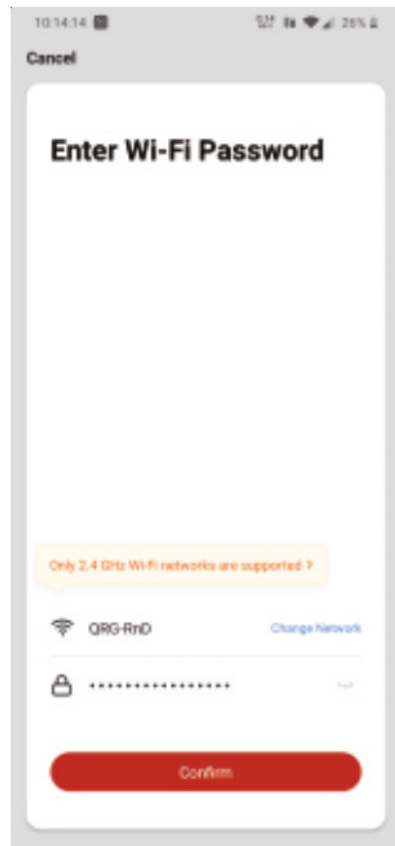 10:14:14
26%
Cancel
Enter Wi-Fi Password
Only 2.4 GHz Wi-Fi networks are supported >
QRG-RnD Change Network
••••••••••••••••
Confirm